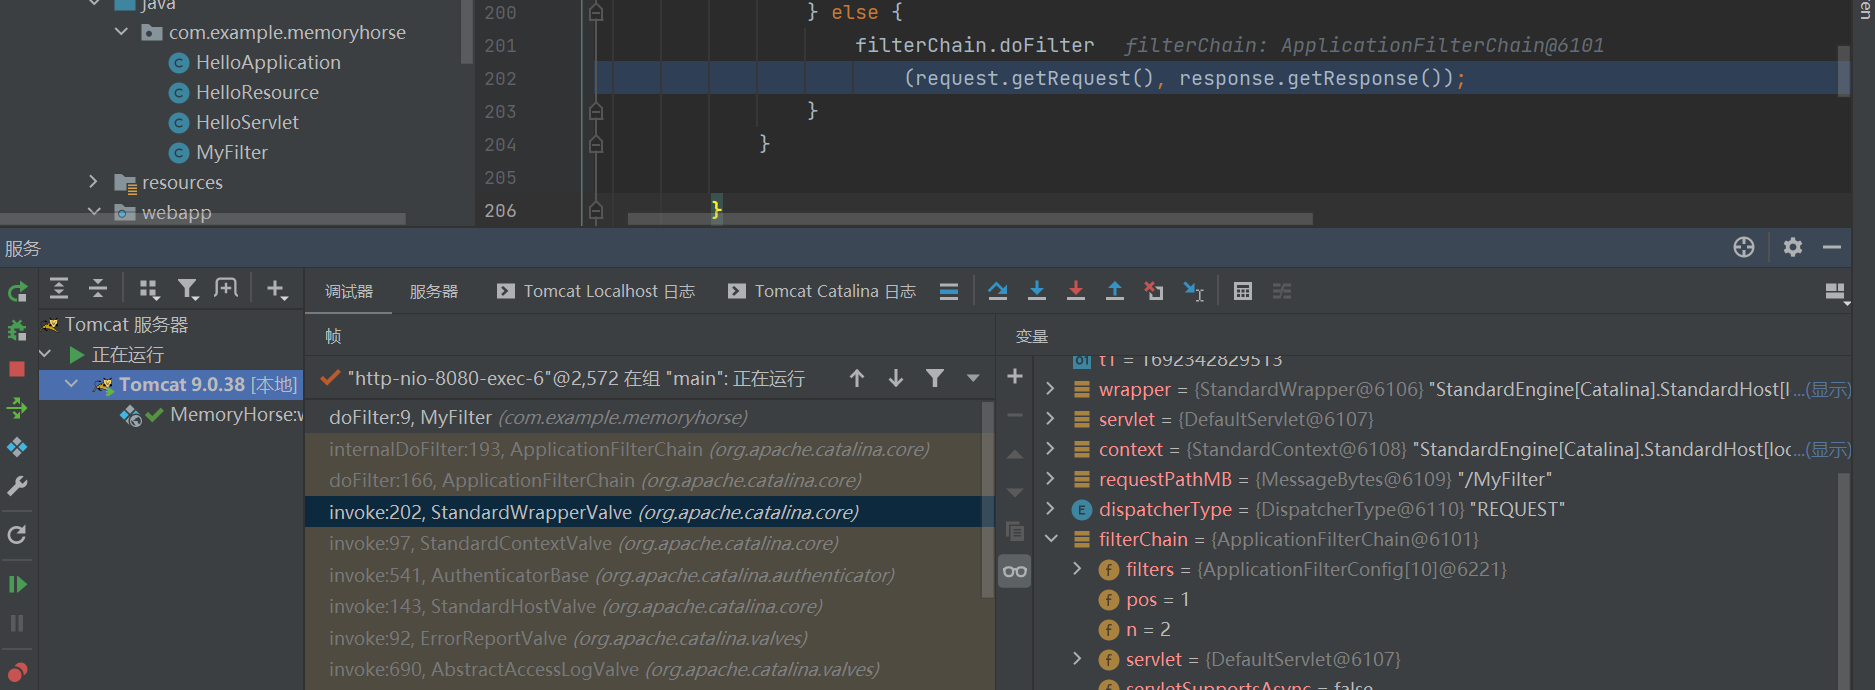 java
com.example.memoryhorse
HelloApplication
HelloResource
HelloServlet
MyFilter
resources
webapp
200 } else {
201 filterChain.doFilter filterChain: ApplicationFilterChain@6101
202 (request.getRequest(), response.getResponse());
203 }
204 }
205
206 }
服务
调试器 服务器 Tomcat Localhost 日志 Tomcat Catalina 日志
Tomcat 服务器
正在运行
Tomcat 9.0.38 [本地]
MemoryHorse:
帧
"http-nio-8080-exec-6"@2,572 在组 "main": 正在运行
doFilter:9, MyFilter (com.example.memoryhorse)
internalDoFilter:193, ApplicationFilterChain (org.apache.catalina.core)
doFilter:166, ApplicationFilterChain (org.apache.catalina.core)
invoke:202, StandardWrapperValve (org.apache.catalina.core)
invoke:97, StandardContextValve (org.apache.catalina.core)
invoke:541, AuthenticatorBase (org.apache.catalina.authenticator)
invoke:143, StandardHostValve (org.apache.catalina.core)
invoke:92, ErrorReportValve (org.apache.catalina.valves)
invoke:690, AbstractAccessLogValve (org.apache.catalina.valves)
变量
t1 = 1692342829513
wrapper = {StandardWrapper@6106} "StandardEngine[Catalina].StandardHost[l ...(显示)
servlet = {DefaultServlet@6107}
context = {StandardContext@6108} "StandardEngine[Catalina].StandardHost[loc ...(显示)
requestPathMB = {MessageBytes@6109} "/MyFilter"
dispatcherType = {DispatcherType@6110} "REQUEST"
filterChain = {ApplicationFilterChain@6101}
filters = {ApplicationFilterConfig[10]@6221}
pos = 1
n = 2
servlet = {DefaultServlet@6107}
servletSupportsAsync = false